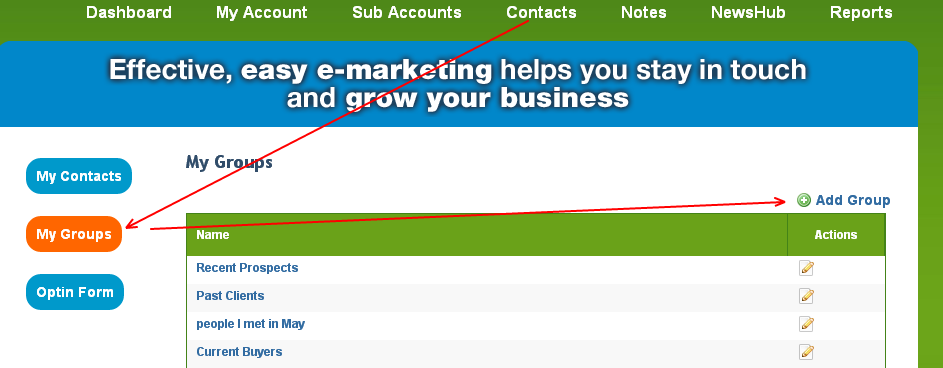 Dashboard My Account Sub Accounts Contacts Notes NewsHub Reports
Effective, easy e-marketing helps you stay in touch
and grow your business
My Contacts
My Groups
Optin Form
My Groups
Add Group
Name Actions
Recent Prospects
Past Clients
people I met in May
Current Buyers